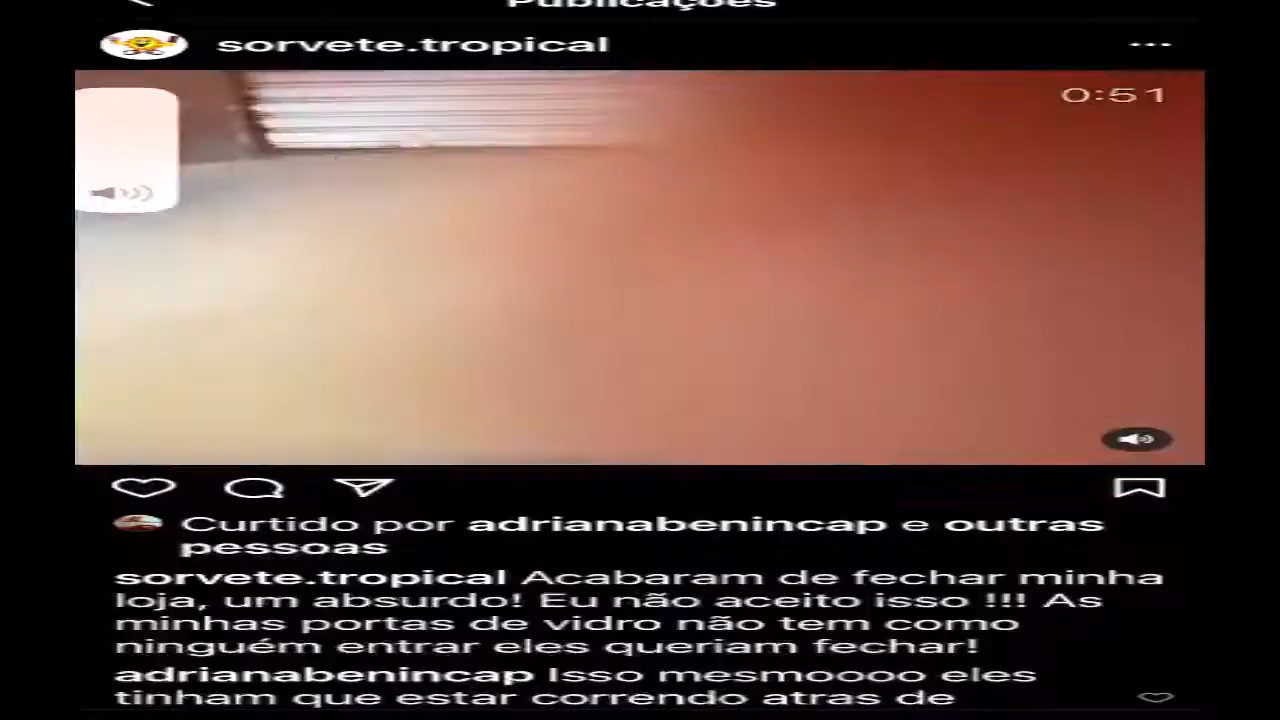 Publicações
sorvete.tropical
0:51
Curtido por adrianabenincap e outras
pessoas
sorvete.tropical Acabaram de fechar minha
loja, um absurdo! Eu não aceito isso !!! As
minhas portas de vidro não tem como
ninguém entrar eles queriam fechar!
adrianabenincap Isso mesmoooo eles
tinham que estar correndo atras de